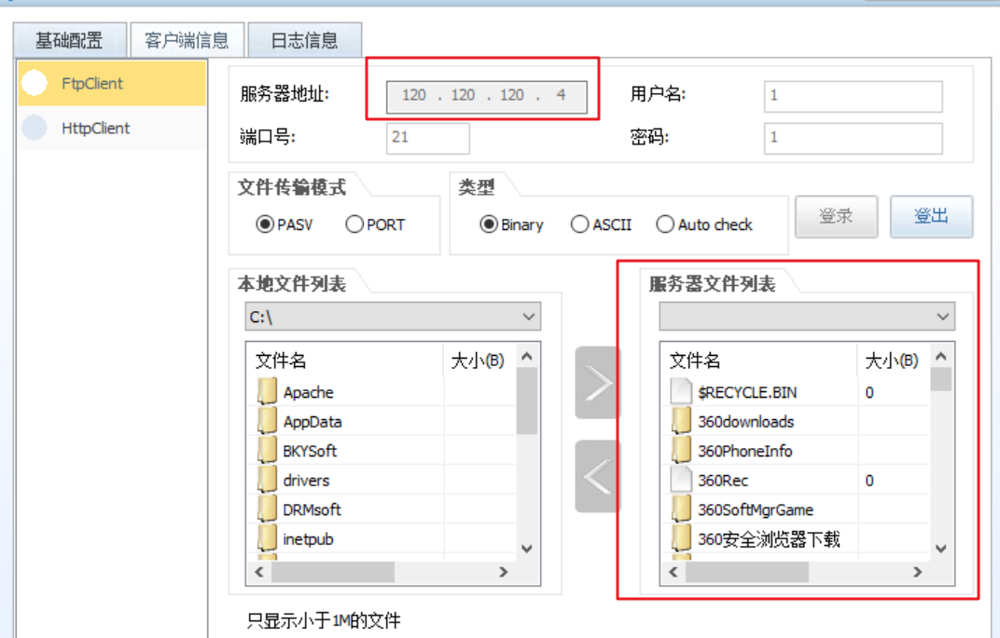 基础配置 客户端信息 日志信息
FtpClient
HttpClient
服务器地址: 120 . 120 . 120 . 4 用户名: 1
端口号: 21 密码: 1
文件传输模式 类型
PASV PORT Binary ASCII Auto check 登录 登出
本地文件列表
C:\
文件名 大小(B)
Apache
AppData
BKYSoft
drivers
DRMsoft
inetpub
服务器文件列表
文件名 大小(B)
$RECYCLE.BIN 0
360downloads
360PhoneInfo
360Rec 0
360SoftMgrGame
360安全浏览器下载
只显示小于1M的文件